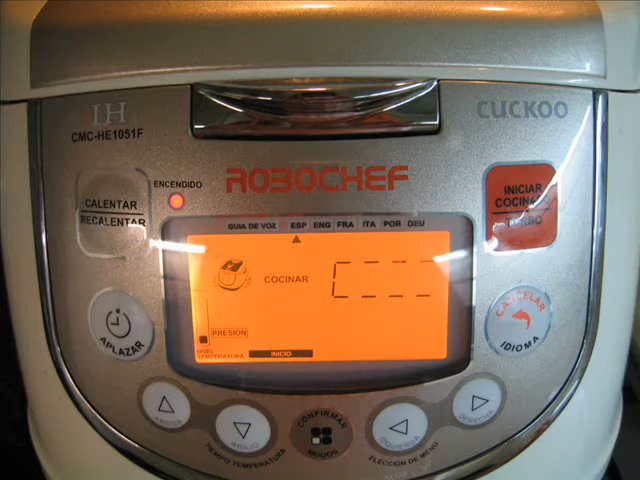 IH
CMC-HE1051F
CUCKOO
ROBOCHEF
ENCENDIDO
CALENTAR
RECALENTAR
INICIAR
COCINADO
TURBO
GUIA DE VOZ ESP ENG FRA ITA POR DEU
COCINAR
PRESION
NIVEL
TEMPERATURA
INICIO
APLAZAR
CANCELAR
IDIOMA
ARRIBA
ABAJO
TIEMPO/TEMPERATURA
CONFIRMAR
MODOS
IZQUIERDA
DERECHA
ELECCION DE MENU